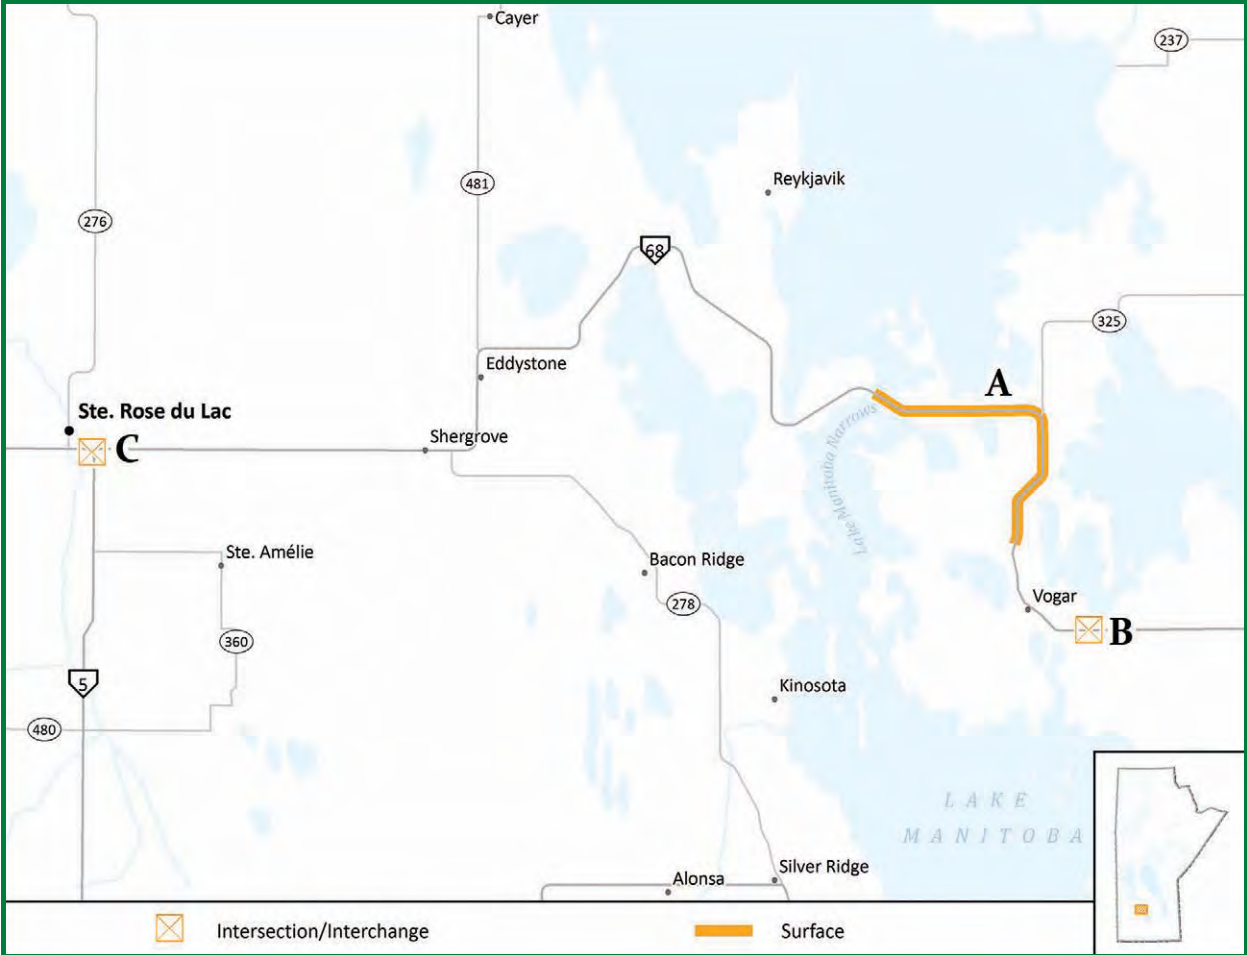 Cayer
237
Reykjavik
481
276
68
325
Eddystone
A
Ste. Rose du Lac
Lake Manitoba Narrows
Shergrove
C
Ste. Amélie
Bacon Ridge
Vogar
278
B
360
5
Kinosota
480
LAKE
MANITOBA
Silver Ridge
Alonsa
Intersection/Interchange
Surface